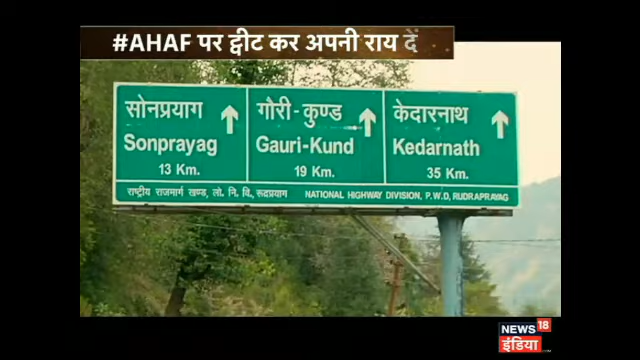 #AHAF पर ट्वीट कर अपनी राय दें
सोनप्रयाग गौरी-कुण्ड केदारनाथ
Sonprayag Gauri-Kund Kedarnath
13 Km. 19 Km. 35 Km.
राष्ट्रीय राजमार्ग खण्ड, लो. नि. वि., रूद्रप्रयाग NATIONAL HIGHWAY DIVISION, P.W.D, RUDRAPRAYAG
NEWS 18
इंडिया